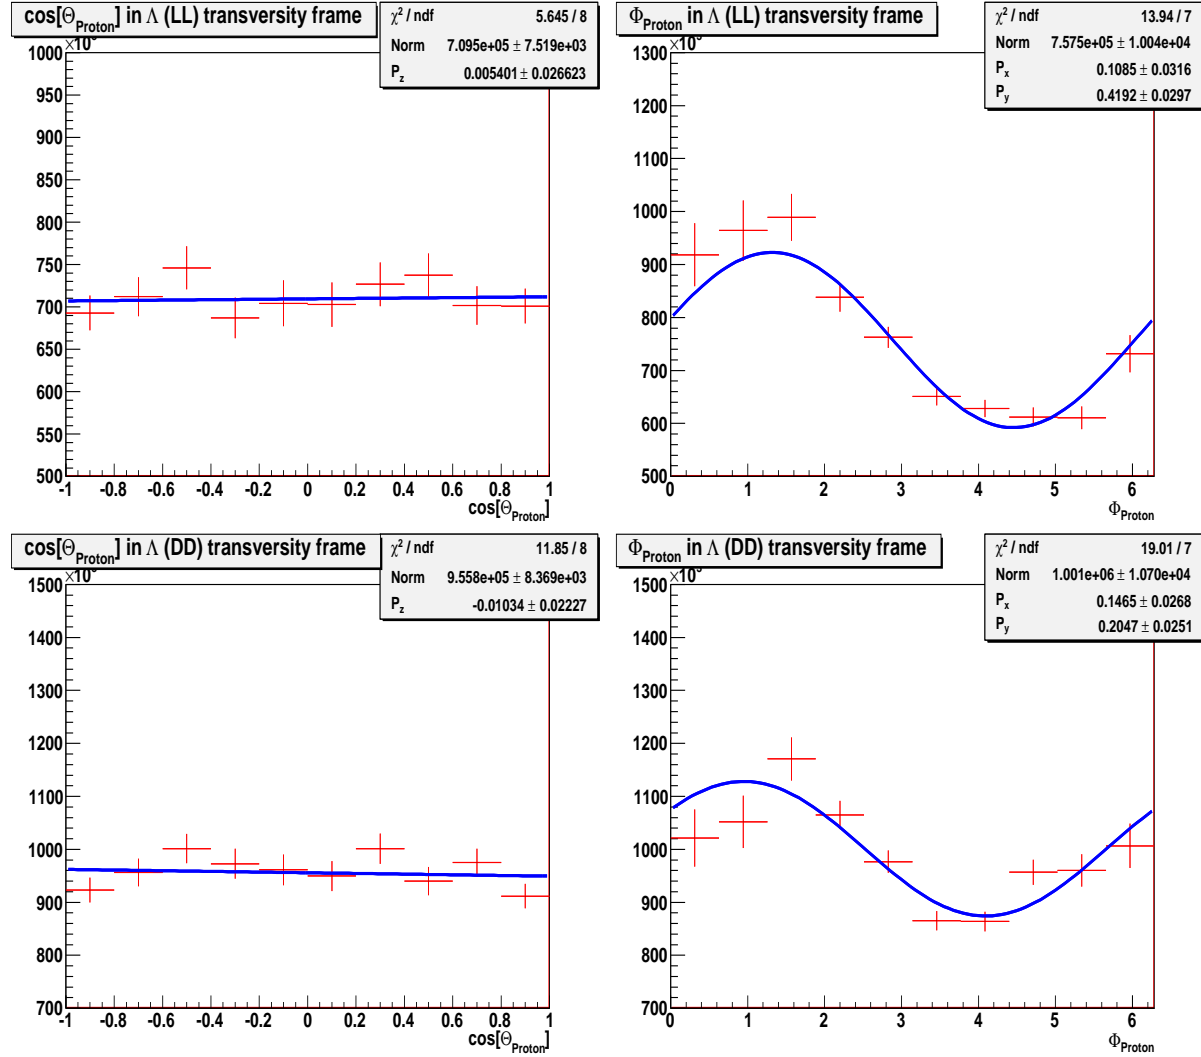 cos[Θ_Proton] in Λ (LL) transversity frame
χ² / ndf 5.645 / 8
Norm 7.095e+05 ± 7.519e+03
P_z 0.005401 ± 0.026623
1000
950
900
850
800
750
700
650
600
550
500
-1 -0.8 -0.6 -0.4 -0.2 0 0.2 0.4 0.6 0.8 1
cos[Θ_Proton]
Φ_Proton in Λ (LL) transversity frame
χ² / ndf 13.94 / 7
Norm 7.575e+05 ± 1.004e+04
P_x 0.1085 ± 0.0316
P_y 0.4192 ± 0.0297
1300
1200
1100
1000
900
800
700
600
500
0 1 2 3 4 5 6
Φ_Proton
cos[Θ_Proton] in Λ (DD) transversity frame
χ² / ndf 11.85 / 8
Norm 9.558e+05 ± 8.369e+03
P_z -0.01034 ± 0.02227
1500
1400
1300
1200
1100
1000
900
800
700
-1 -0.8 -0.6 -0.4 -0.2 0 0.2 0.4 0.6 0.8 1
cos[Θ_Proton]
Φ_Proton in Λ (DD) transversity frame
χ² / ndf 19.01 / 7
Norm 1.001e+06 ± 1.070e+04
P_x 0.1465 ± 0.0268
P_y 0.2047 ± 0.0251
1500
1400
1300
1200
1100
1000
900
800
700
0 1 2 3 4 5 6
Φ_Proton